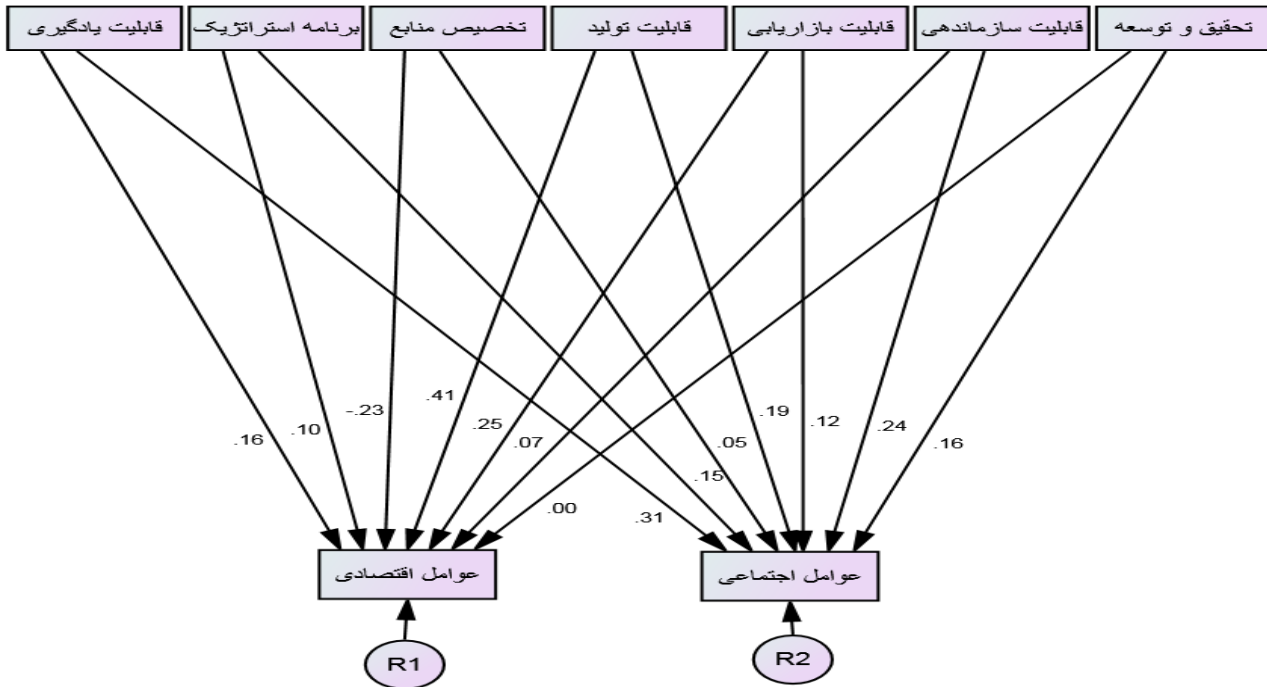 تحقیق و توسعه
قابلیت سازماندهی
قابلیت بازاریابی
قابلیت تولید
تخصیص منابع
برنامه استراتژیک
قابلیت یادگیری
.16
.10
-.23
.41
.25
.07
.00
.31
.15
.05
.19
.12
.24
.16
عوامل اجتماعی
عوامل اقتصادی
R2
R1